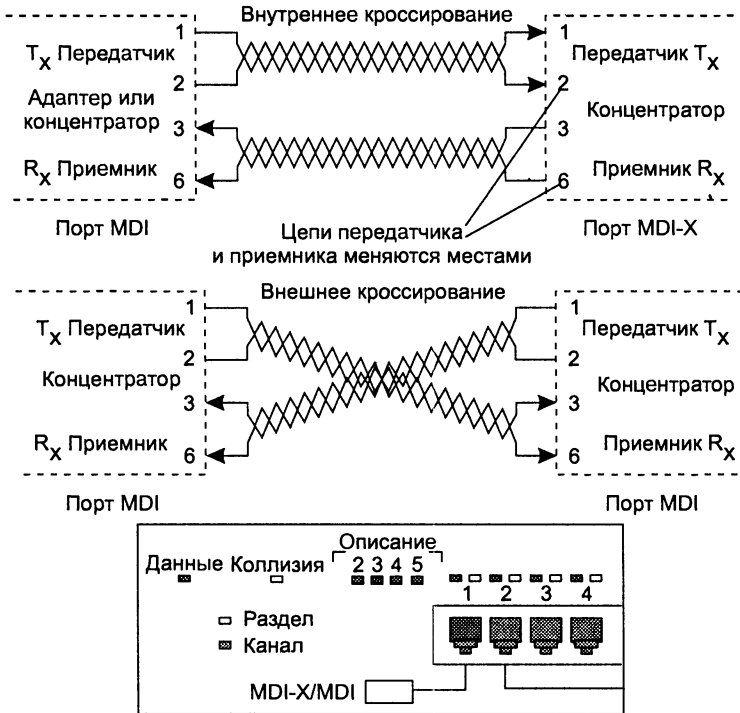 Внутреннее кроссирование
1
1
Tx Передатчик
Передатчик Tx
2
2
Адаптер или
концентратор
3
3
Концентратор
Rx Приемник
6
6
Приемник Rx
Порт MDI
Порт MDI-X
Цепи передатчика
и приемника меняются местами
Внешнее кроссирование
1
1
Tx Передатчик
Передатчик Tx
2
2
Концентратор
Концентратор
3
3
Rx Приемник
6
6
Приемник Rx
Порт MDI
Порт MDI
Описание
Данные Коллизия
2 3 4 5
1 2 3 4
Раздел
Канал
MDI-X/MDI